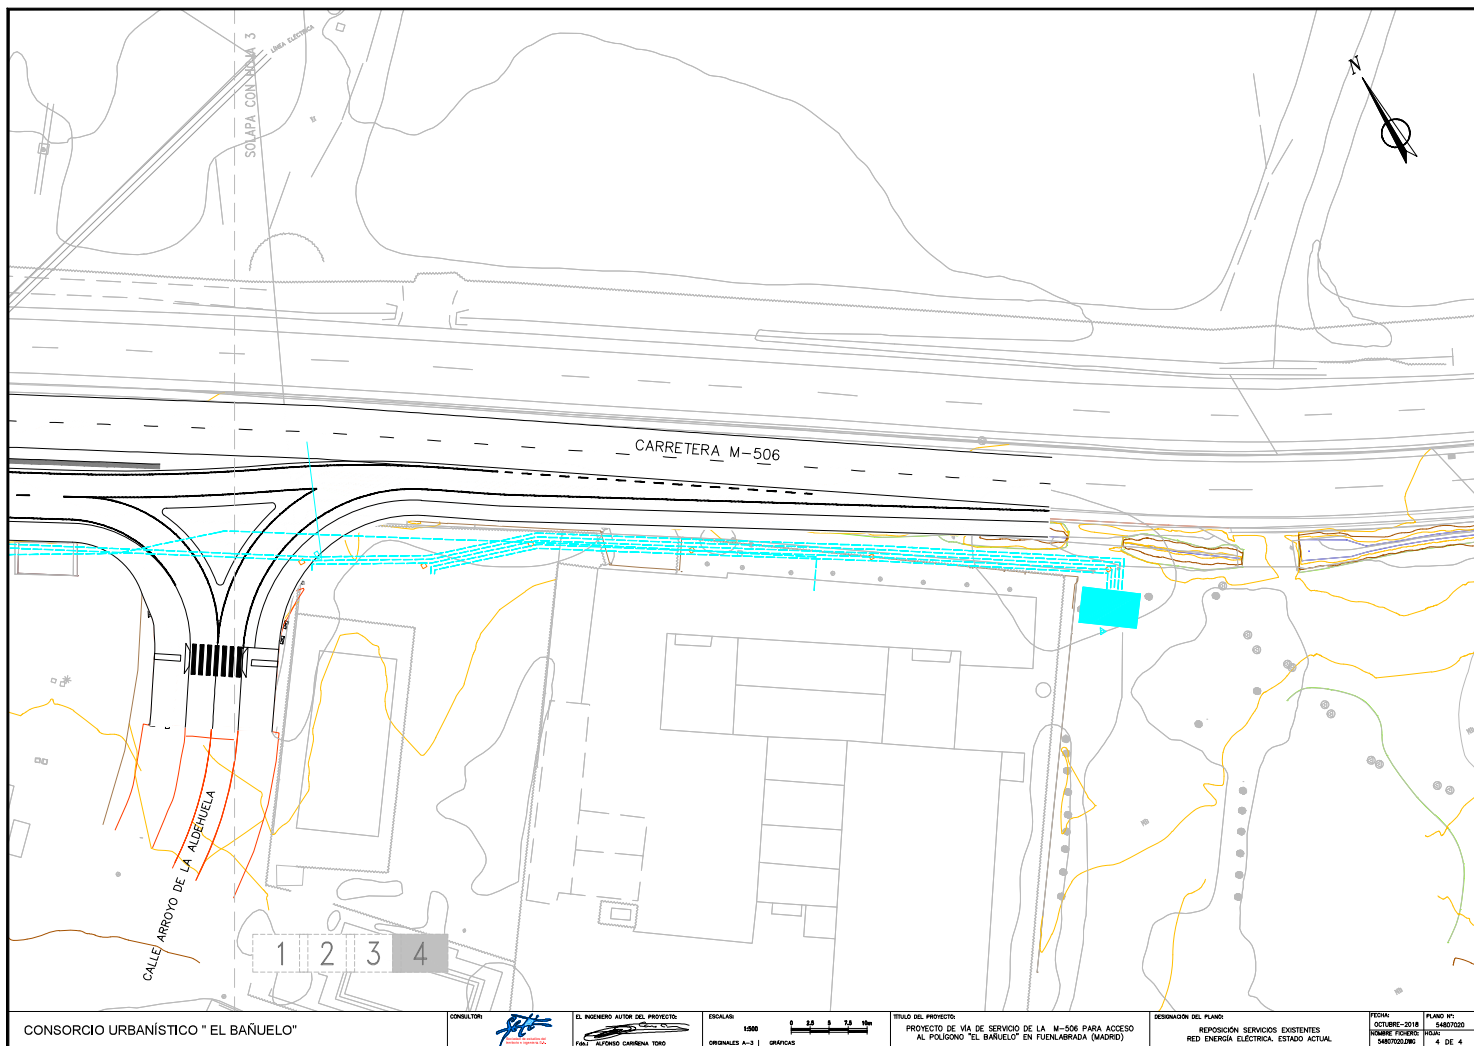 LÍNEA ELÉCTRICA
SOLAPA CON HOJA 3
N
CARRETERA M-506
CALLE ARROYO DE LA ALDEHUELA
1 2 3 4
CONSORCIO URBANÍSTICO " EL BAÑUELO"
CONSULTOR:
EL INGENIERO AUTOR DEL PROYECTO:
Fdo.: ALFONSO CARIÑENA TORO
ESCALAS:
1:500
0 2,5 5 7,5 10m
ORIGINALES A-3 GRÁFICAS
TÍTULO DEL PROYECTO:
PROYECTO DE VÍA DE SERVICIO DE LA M-506 PARA ACCESO
AL POLÍGONO "EL BAÑUELO" EN FUENLABRADA (MADRID)
DESIGNACIÓN DEL PLANO:
REPOSICIÓN SERVICIOS EXISTENTES
RED ENERGÍA ELÉCTRICA. ESTADO ACTUAL
FECHA:
OCTUBRE-2018
NOMBRE FICHERO:
54807020.DWG
PLANO Nº:
54807020
HOJA:
4 DE 4